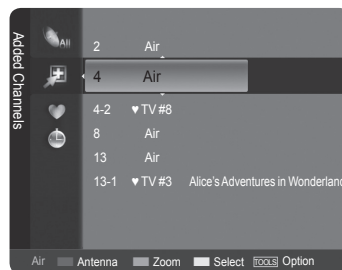 Added Channels
All
2 Air
4 Air
4-2 ♥ TV #8
8 Air
13 Air
13-1 ♥ TV #3 Alice's Adventures in Wonderland
Air Antenna Zoom Select TOOLS Option